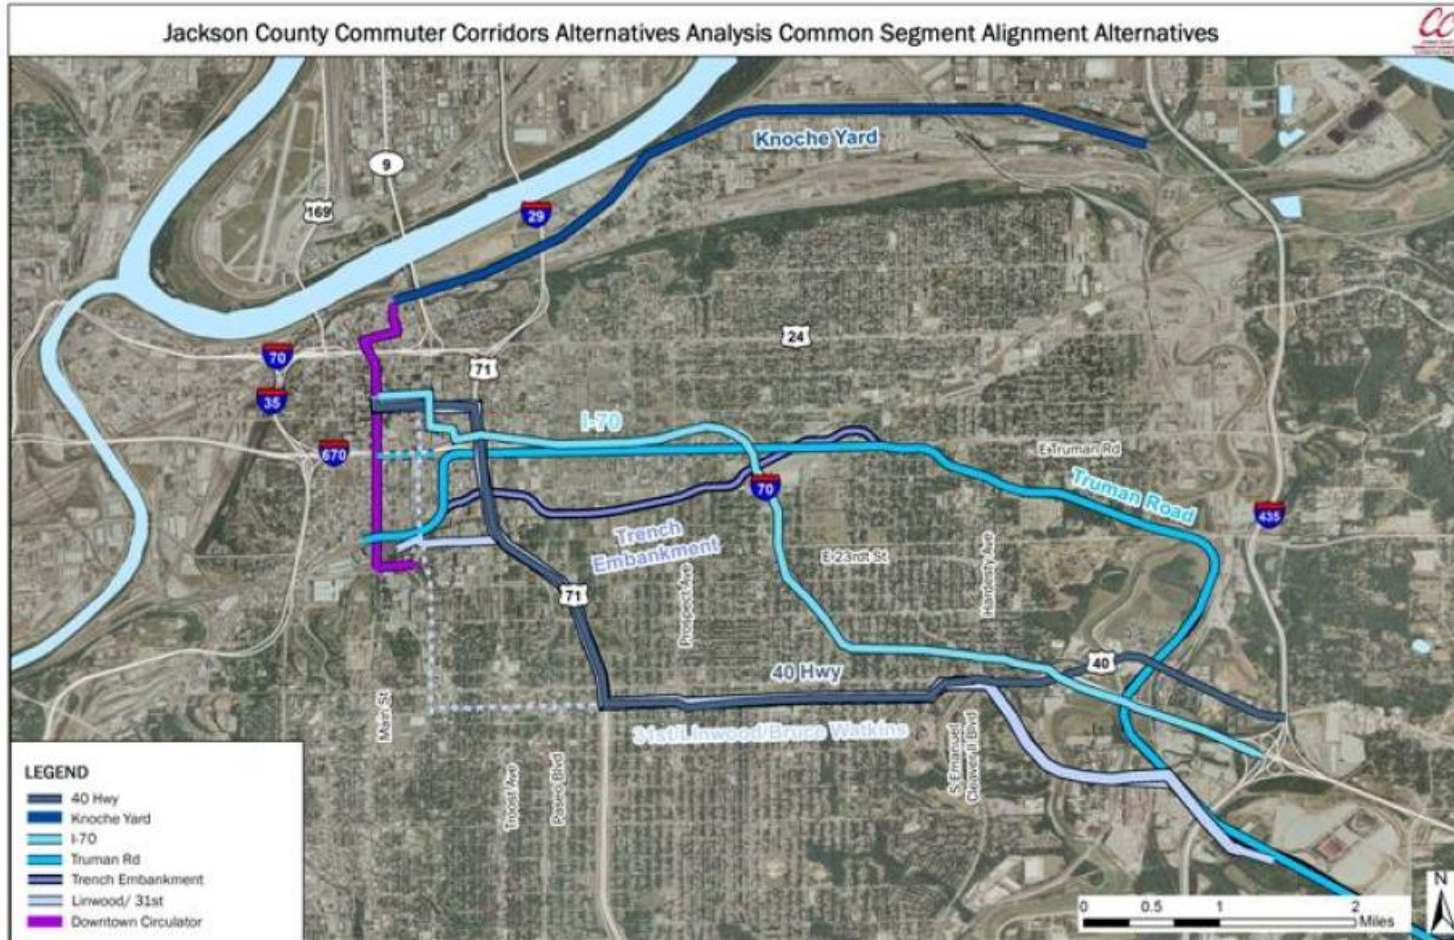 Jackson County Commuter Corridors Alternatives Analysis Common Segment Alignment Alternatives
CC
Knoche Yard
9
169
29
24
70
71
35
I-70
670
E Truman Rd
Truman Road
70
435
Trench
Embankment
E 23rd St
Hardesty Ave
Prospect Ave
71
40 Hwy
40
Main St
31st/Linwood/Bruce Watkins
S Emanuel
Cleaver II Blvd
Troost Ave
Paseo Blvd
LEGEND
40 Hwy
Knoche Yard
I-70
Truman Rd
Trench Embankment
Linwood/ 31st
Downtown Circulator
N
0 0.5 1 2
Miles